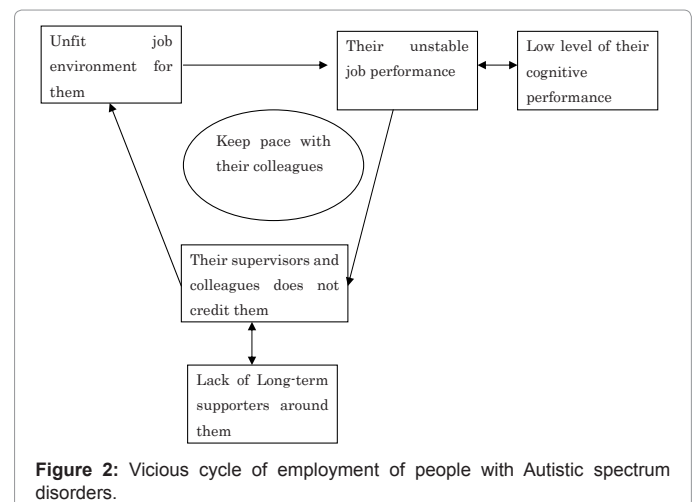 Unfit job
environment for
them
Their unstable
job performance
Low level of their
cognitive
performance
Keep pace with
their colleagues
Their supervisors and
colleagues does not
credit them
Lack of Long-term
supporters around
them
Figure 2: Vicious cycle of employment of people with Autistic spectrum
disorders.